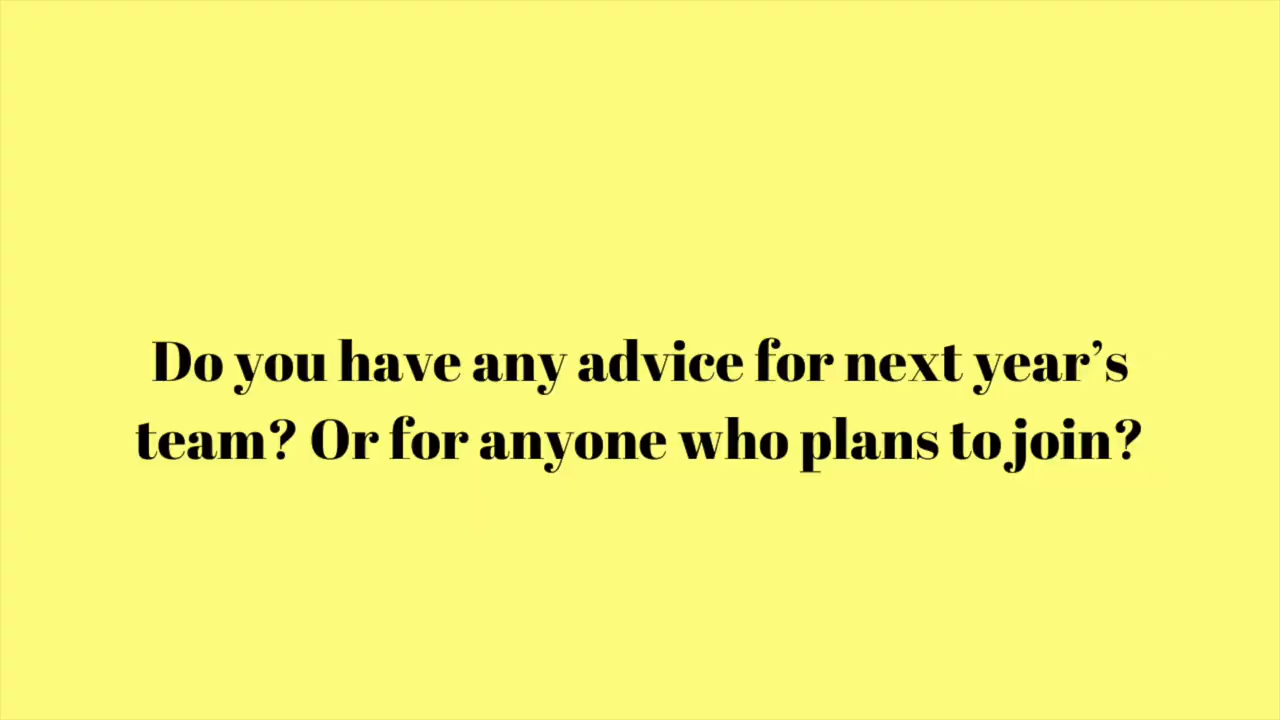 Do you have any advice for next year’s
team? Or for anyone who plans to join?